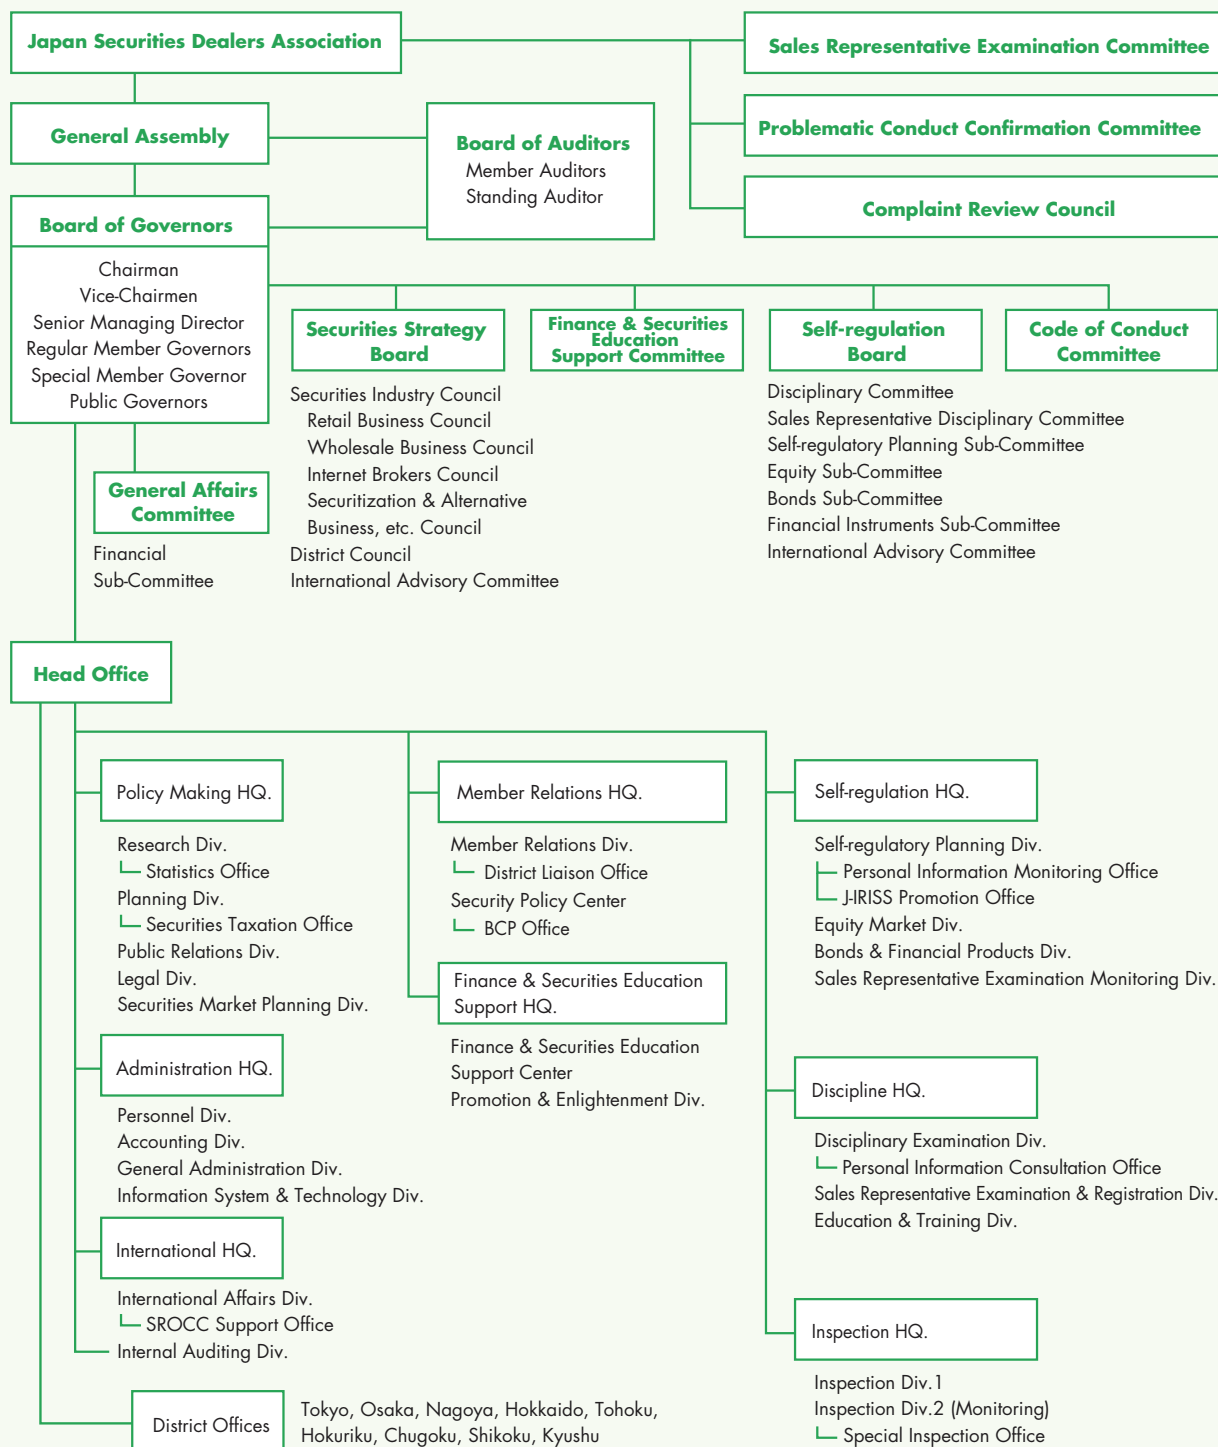 Japan Securities Dealers Association
Sales Representative Examination Committee
General Assembly
Board of Auditors
Member Auditors
Standing Auditor
Problematic Conduct Confirmation Committee
Complaint Review Council
Board of Governors
Chairman
Vice-Chairmen
Senior Managing Director
Regular Member Governors
Special Member Governor
Public Governors
Securities Strategy
Board
Securities Industry Council
Retail Business Council
Wholesale Business Council
Internet Brokers Council
Securitization & Alternative
Business, etc. Council
District Council
International Advisory Committee
Finance & Securities
Education
Support Committee
Self-regulation
Board
Disciplinary Committee
Sales Representative Disciplinary Committee
Self-regulatory Planning Sub-Committee
Equity Sub-Committee
Bonds Sub-Committee
Financial Instruments Sub-Committee
International Advisory Committee
Code of Conduct
Committee
General Affairs
Committee
Financial
Sub-Committee
Head Office
Policy Making HQ.
Research Div.
Statistics Office
Planning Div.
Securities Taxation Office
Public Relations Div.
Legal Div.
Securities Market Planning Div.
Administration HQ.
Personnel Div.
Accounting Div.
General Administration Div.
Information System & Technology Div.
International HQ.
International Affairs Div.
SROCC Support Office
Internal Auditing Div.
Member Relations HQ.
Member Relations Div.
District Liaison Office
Security Policy Center
BCP Office
Finance & Securities Education
Support HQ.
Finance & Securities Education
Support Center
Promotion & Enlightenment Div.
Self-regulation HQ.
Self-regulatory Planning Div.
Personal Information Monitoring Office
J-IRISS Promotion Office
Equity Market Div.
Bonds & Financial Products Div.
Sales Representative Examination Monitoring Div.
Discipline HQ.
Disciplinary Examination Div.
Personal Information Consultation Office
Sales Representative Examination & Registration Div.
Education & Training Div.
Inspection HQ.
Inspection Div.1
Inspection Div.2 (Monitoring)
Special Inspection Office
District Offices
Tokyo, Osaka, Nagoya, Hokkaido, Tohoku,
Hokuriku, Chugoku, Shikoku, Kyushu